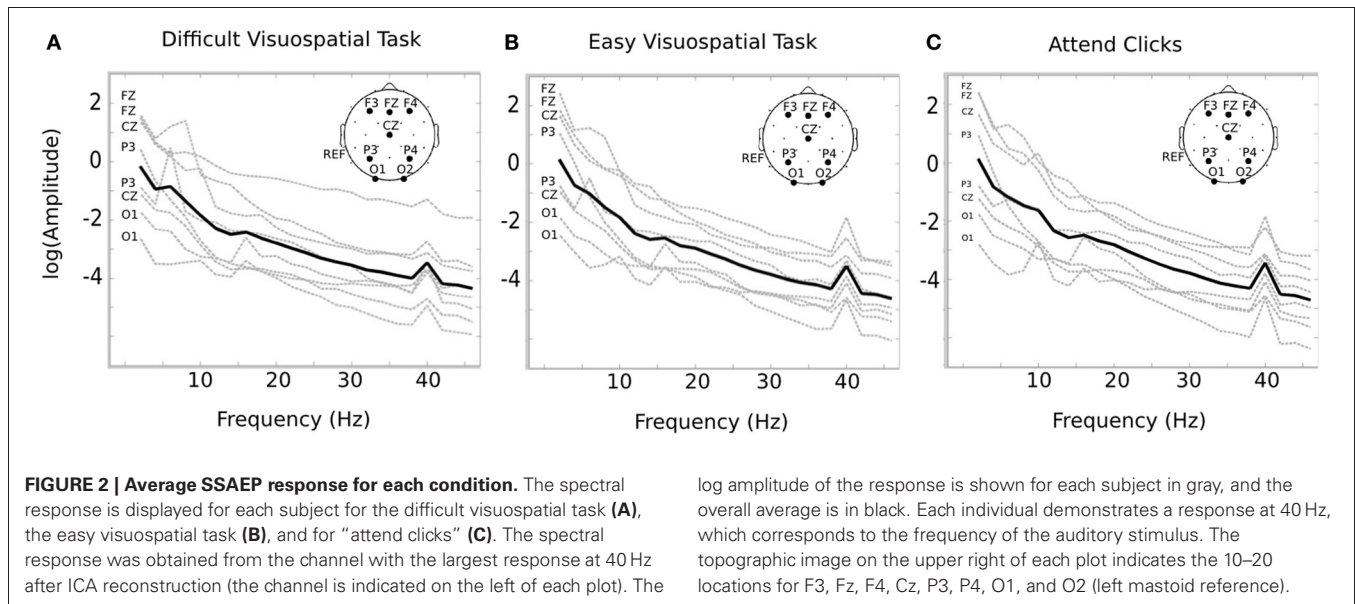 A Difficult Visuospatial Task
log(Amplitude)
2
0
-2
-4
FZ
FZ
CZ
P3
P3
CZ
O1
O1
F3 FZ F4
CZ
P3 P4
REF
O1 O2
10 20 30 40
Frequency (Hz)
B Easy Visuospatial Task
2
0
-2
-4
FZ
FZ
CZ
P3
P3
CZ
O1
O1
F3 FZ F4
CZ
P3 P4
REF
O1 O2
10 20 30 40
Frequency (Hz)
C Attend Clicks
2
0
-2
-4
FZ
FZ
CZ
P3
P3
CZ
O1
O1
F3 FZ F4
CZ
P3 P4
REF
O1 O2
10 20 30 40
Frequency (Hz)
FIGURE 2 | Average SSAEP response for each condition. The spectral
response is displayed for each subject for the difficult visuospatial task (A),
the easy visuospatial task (B), and for “attend clicks” (C). The spectral
response was obtained from the channel with the largest response at 40 Hz
after ICA reconstruction (the channel is indicated on the left of each plot). The
log amplitude of the response is shown for each subject in gray, and the
overall average is in black. Each individual demonstrates a response at 40 Hz,
which corresponds to the frequency of the auditory stimulus. The
topographic image on the upper right of each plot indicates the 10–20
locations for F3, Fz, F4, Cz, P3, P4, O1, and O2 (left mastoid reference).